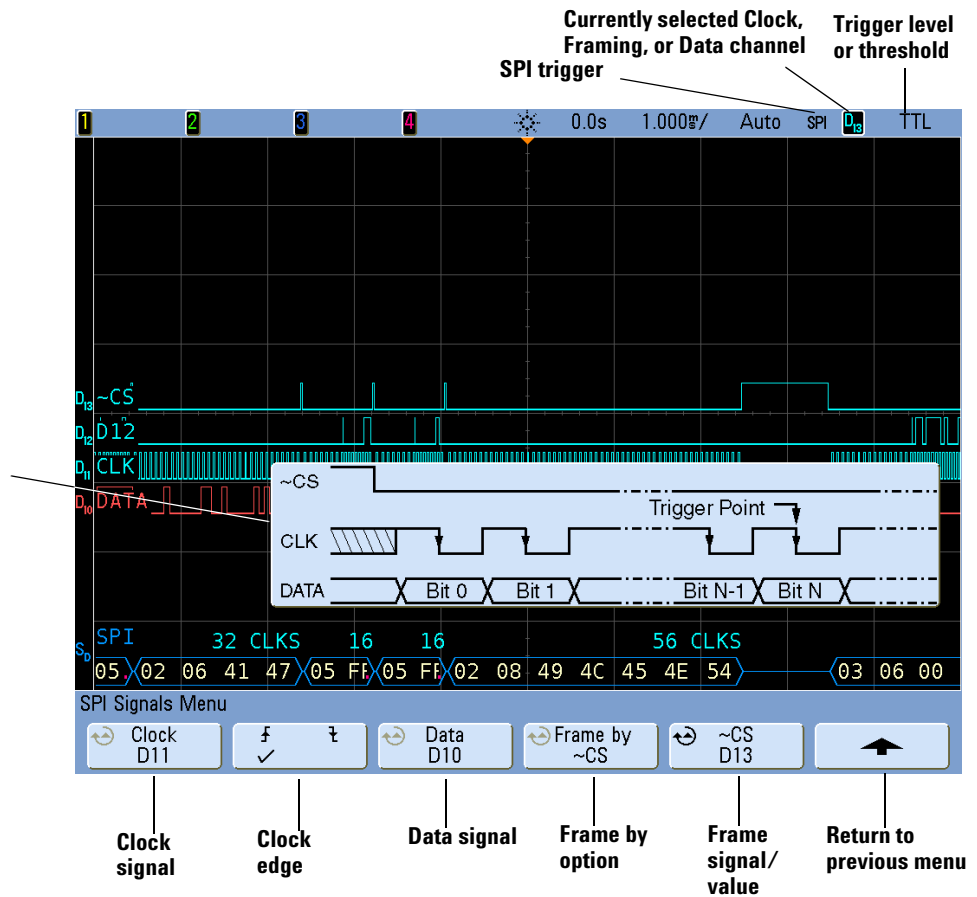 Currently selected Clock,
Framing, or Data channel
Trigger level
or threshold
SPI trigger
1 2 3 4 0.0s 1.000ms/ Auto SPI D13 TTL
D13 ~CS
D12 D12
D11 CLK
D10 DATA
~CS
Trigger Point
CLK
DATA Bit 0 Bit 1 Bit N-1 Bit N
SD SPI 32 CLKS 16 16 56 CLKS
05. 02 06 41 47 05 FF. 05 FF. 02 08 49 4C 45 4E 54 03 06 00
SPI Signals Menu
Clock
D11
Data
D10
Frame by
~CS
~CS
D13
Clock
signal
Clock
edge
Data signal
Frame by
option
Frame
signal/
value
Return to
previous menu